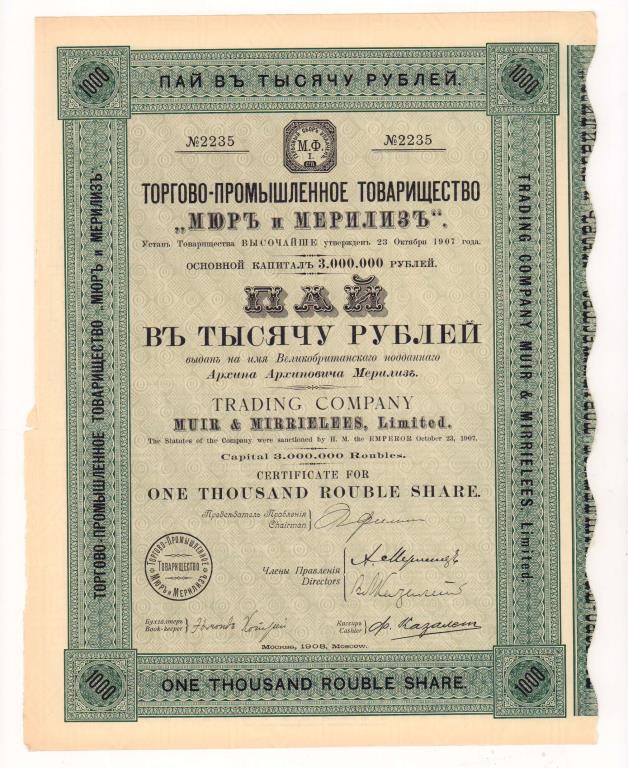 1000
ПАЙ ВЪ ТЫСЯЧУ РУБЛЕЙ.
1000
№2235
М.Ф.
I.
№2235
ТОРГОВО-ПРОМЫШЛЕННОЕ ТОВАРИЩЕСТВО
„МЮРЪ и МЕРИЛИЗЪ“.
Уставъ Товарищества ВЫСОЧАЙШЕ утвержденъ 23 Октября 1907 года.
ОСНОВНОЙ КАПИТАЛЪ 3.000.000 РУБЛЕЙ.
ПАЙ
ВЪ ТЫСЯЧУ РУБЛЕЙ
выданъ на имя Великобританскаго подданнаго
Архипа Архиповича Мерилизъ.
TRADING COMPANY
MUIR & MIRRIELEES, Limited.
The Statutes of the Company were sanctioned by H. M. the EMPEROR October 23, 1907.
Capital 3.000.000 Roubles.
CERTIFICATE FOR
ONE THOUSAND ROUBLE SHARE.
Предсѣдатель Правленія
Chairman
Члены Правленія
Directors
А. Мерилизъ
Торгово-Промышленное
Товарищество
Мюръ и Мерилизъ
Бухгалтеръ
Book-keeper
Кассиръ
Cashier
Ф. Казалет
Москва, 1908, Moscow.
ТОРГОВО-ПРОМЫШЛЕННОЕ ТОВАРИЩЕСТВО „МЮРЪ и МЕРИЛИЗЪ“
TRADING COMPANY MUIR & MIRRIELEES Limited
1000
ONE THOUSAND ROUBLE SHARE.
1000